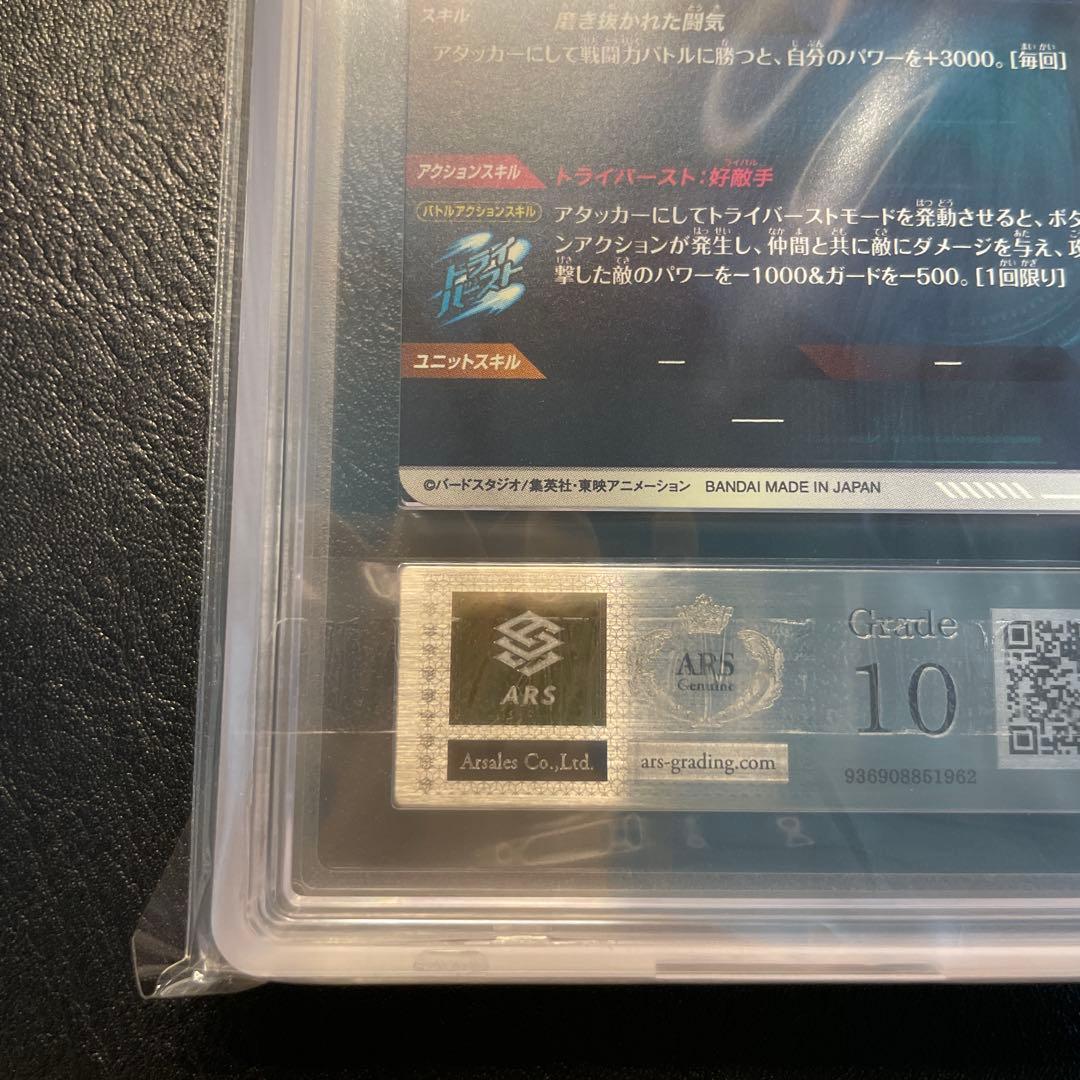 スキル
磨き抜かれた闘気
アタッカーにして戦闘力バトルに勝つと、自分のパワーを+3000。[毎回]
アクションスキル
トライバースト:好敵手
バトルアクションスキル
アタッカーにしてトライバーストモードを発動させると、ボタ
ンアクションが発生し、仲間と共に敵にダメージを与え、攻
撃した敵のパワーを−1000&ガードを−500。[1回限り]
トライ
バースト
ユニットスキル
—
—
—
©バードスタジオ/集英社・東映アニメーション BANDAI MADE IN JAPAN
ARS
Arsales Co.,Ltd.
ARS
Genuine
ars-grading.com
Grade
10
936908851962